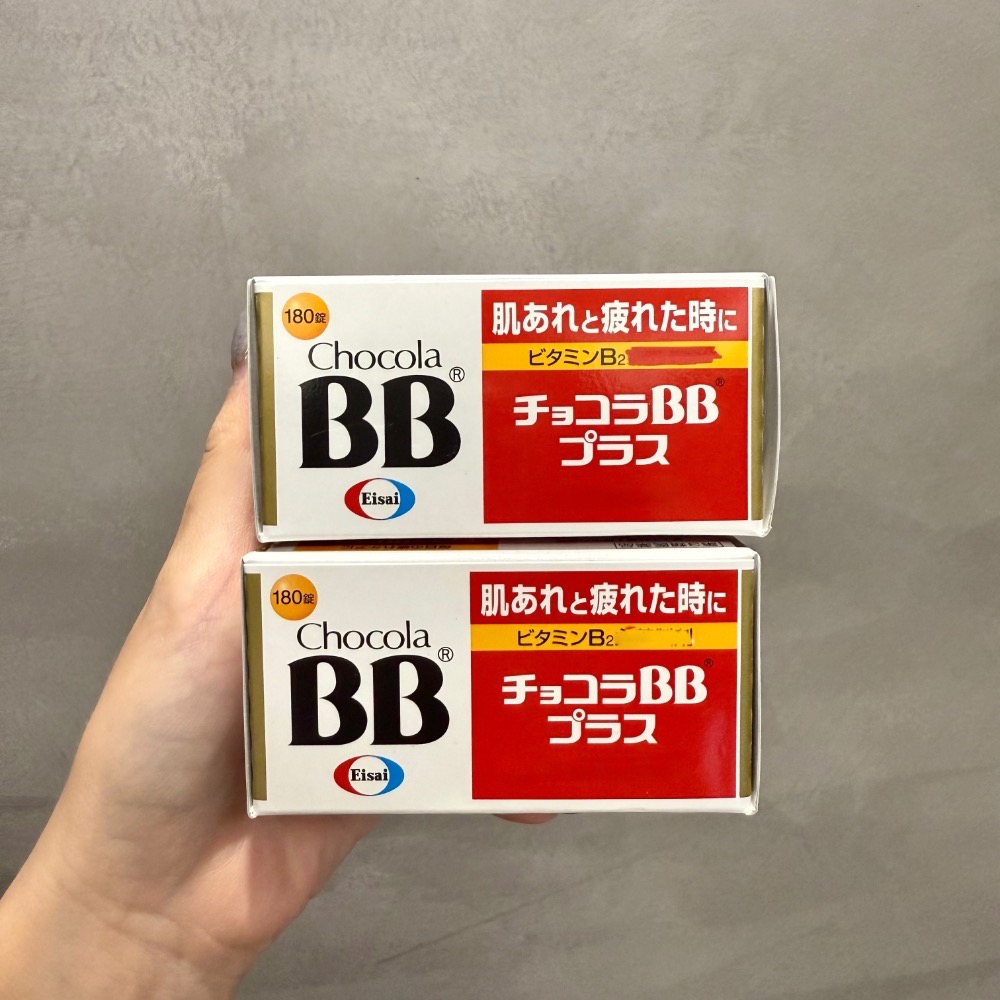 180錠
Chocola
BB®
Eisai
肌あれと疲れた時に
ビタミンB2
チョコラBB®
プラス
180錠
Chocola
BB®
Eisai
肌あれと疲れた時に
ビタミンB2
チョコラBB®
プラス